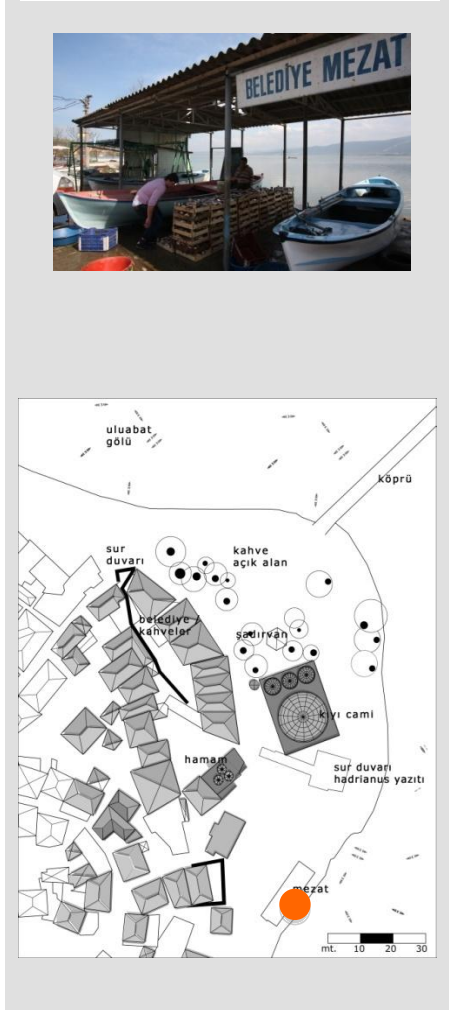 BELEDİYE MEZAT
uluabat
gölü
köprü
sur
duvarı
kahve
açık alan
belediye /
kahveler
şadırvan
kıyı cami
hamam
sur duvarı
hadrianus yazıtı
mezat
mt. 10 20 30